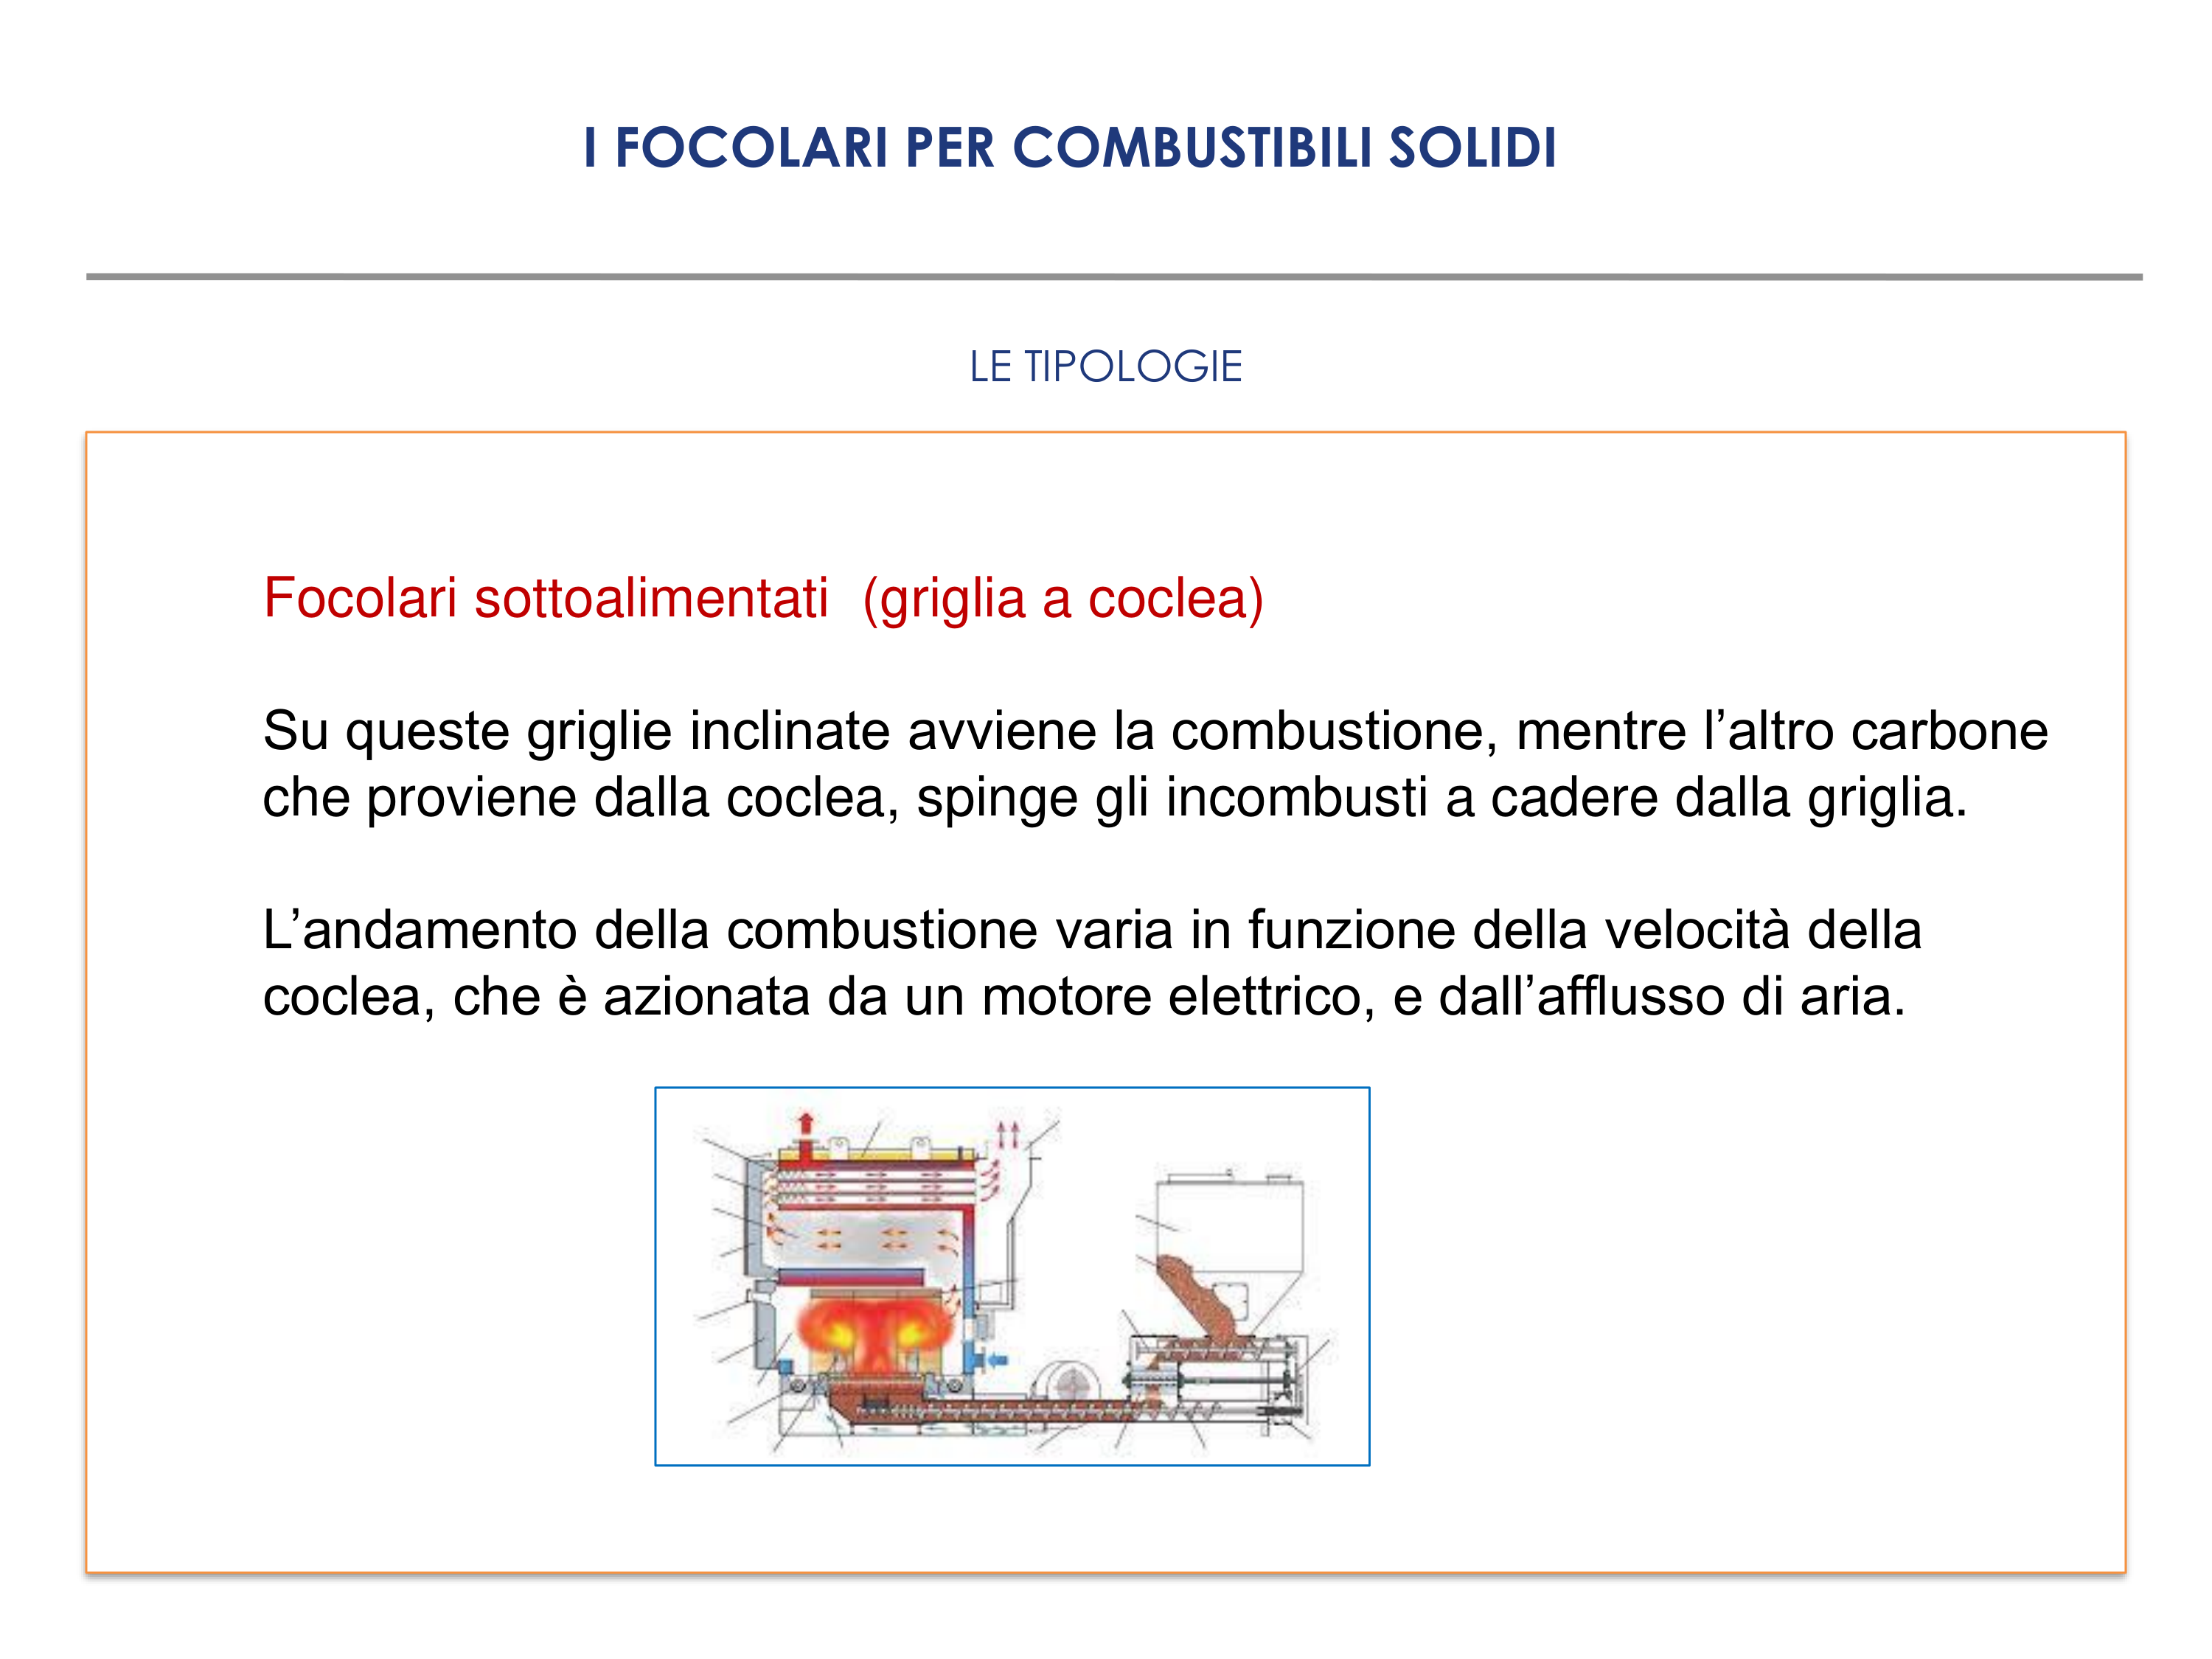 I FOCOLARI PER COMBUSTIBILI SOLIDI
LE TIPOLOGIE
Focolari sottoalimentati (griglia a coclea)
Su queste griglie inclinate avviene la combustione, mentre l’altro carbone
che proviene dalla coclea, spinge gli incombusti a cadere dalla griglia.
L’andamento della combustione varia in funzione della velocità della
coclea, che è azionata da un motore elettrico, e dall’afflusso di aria.